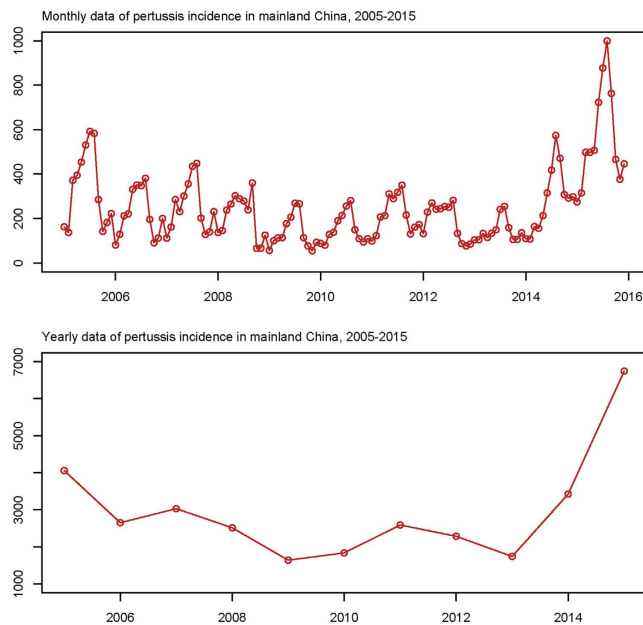 Monthly data of pertussis incidence in mainland China, 2005-2015
1000
800
600
400
200
0
2006 2008 2010 2012 2014 2016
Yearly data of pertussis incidence in mainland China, 2005-2015
7000
5000
3000
1000
2006 2008 2010 2012 2014